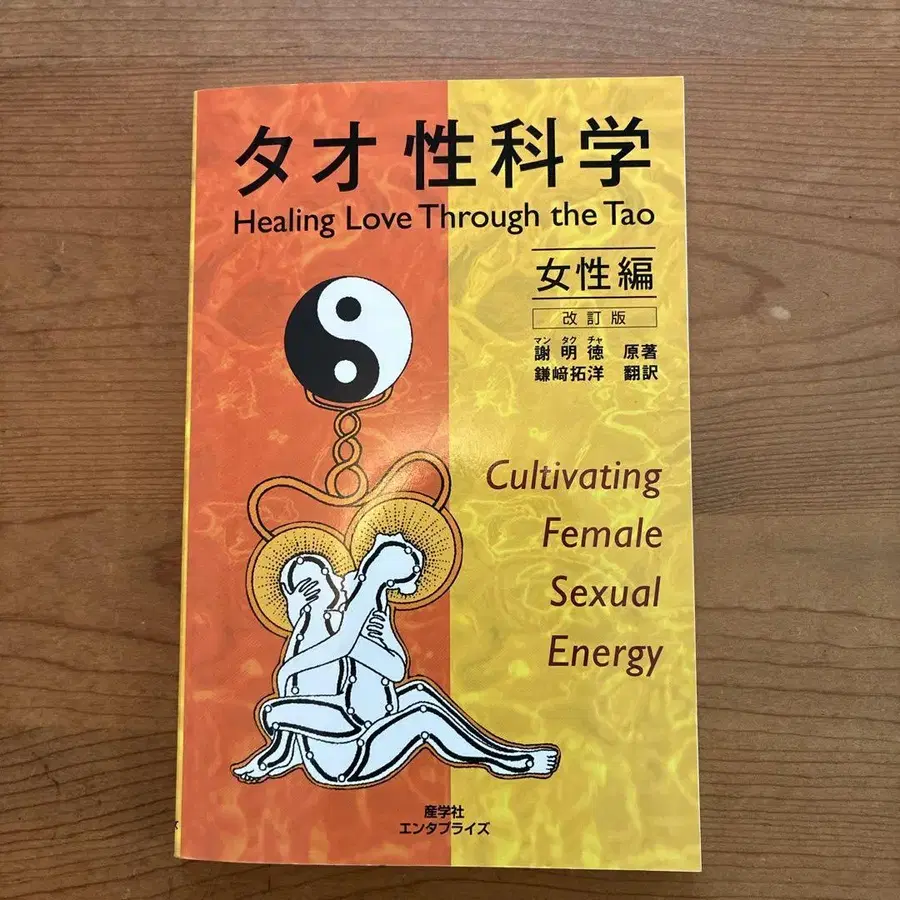 タオ 性科学
Healing Love Through the Tao
女性編
改訂版
マン タク チャ
謝明徳 原著
鎌﨑拓洋 翻訳
Cultivating
Female
Sexual
Energy
産学社
エンタプライズ